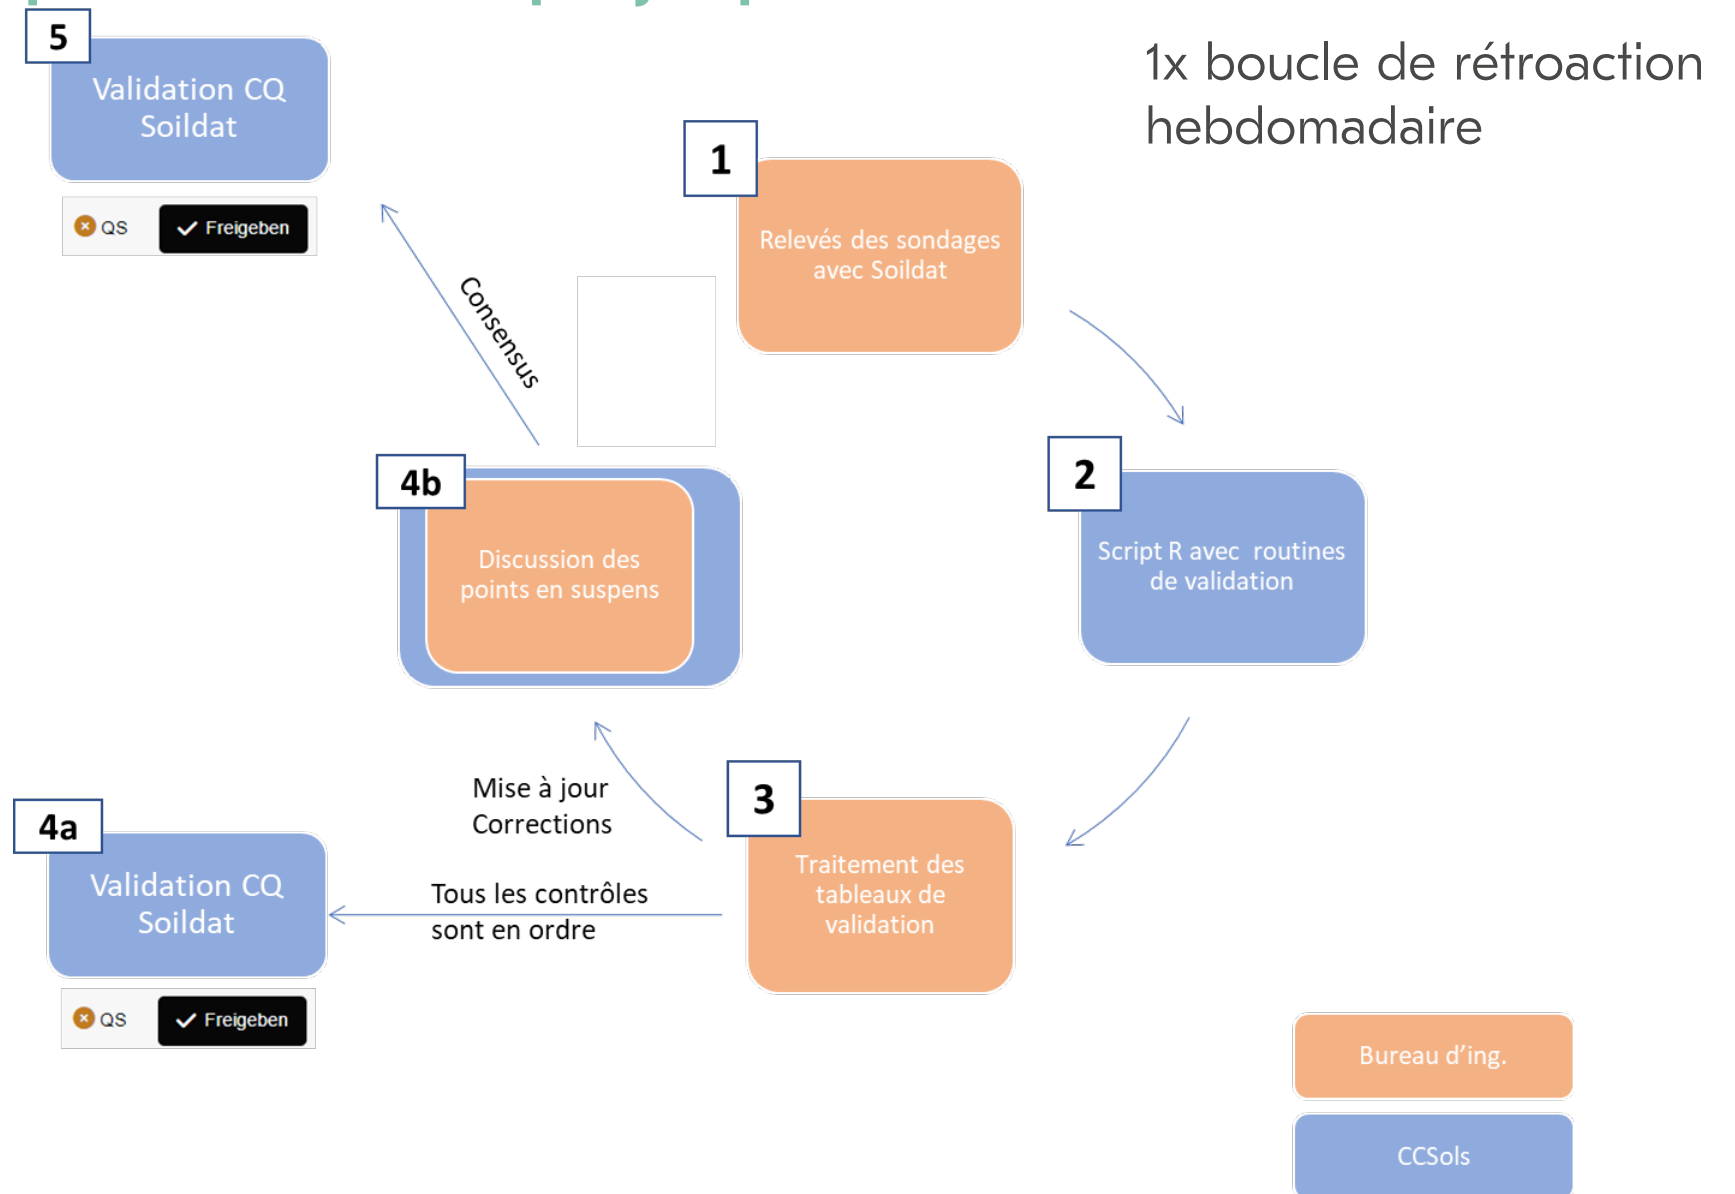 1x boucle de rétroaction
hebdomadaire
5
Validation CQ
Soildat
QS
Freigeben
1
Relevés des sondages
avec Soildat
Consensus
2
Script R avec routines
de validation
4b
Discussion des
points en suspens
Mise à jour
Corrections
3
Traitement des
tableaux de
validation
4a
Validation CQ
Soildat
Tous les contrôles
sont en ordre
QS
Freigeben
Bureau d'ing.
CCSols